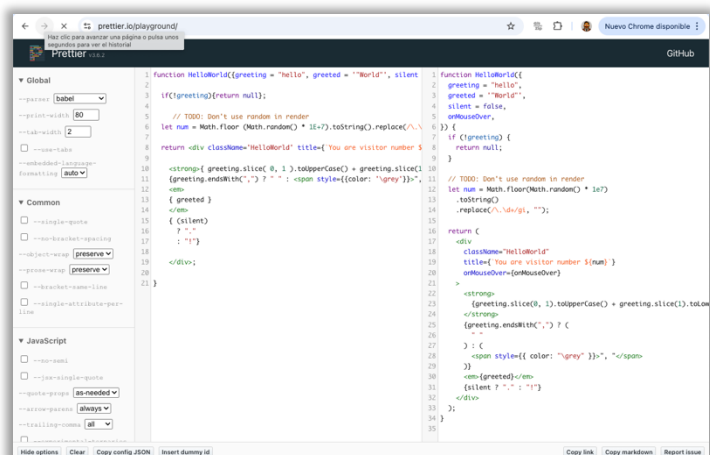 prettier.io/playground/
Nuevo Chrome disponible
Haz clic para avanzar una página o pulsa unos
segundos para ver el historial
Prettier
GitHub
▼ Global
--parser babel
--print-width 80
--tab-width 2
--use-tabs
--embedded-language-
formatting auto
▼ Common
--single-quote
--no-bracket-spacing
--object-wrap preserve
--prose-wrap preserve
--bracket-same-line
--single-attribute-per-
line
▼ JavaScript
--no-semi
--jsx-single-quote
--quote-props as-needed
--arrow-parens always
--trailing-comma all
1 function HelloWorld({greeting = "hello", greeted = '"World"', silent
2
3 if(!greeting){return null};
4
5 // TODO: Don't use random in render
6 let num = Math.floor (Math.random() * 1E+7).toString().replace(/\.\
7
8 return <div className='HelloWorld' title={`You are visitor number $
9
10 <strong>{ greeting.slice( 0, 1 ).toUpperCase() + greeting.slice(1
11 {greeting.endsWith(",") ? " " : <span style={{color: '\grey'}}>",
12 <em>
13 { greeted }
14 </em>
15 { (silent)
16 ? "."
17 : "!"}
18
19 </div>;
20
21 }
1 function HelloWorld({
2 greeting = "hello",
3 greeted = '"World"',
4 silent = false,
5 onMouseOver,
6 }) {
7 if (!greeting) {
8 return null;
9 }
10
11 // TODO: Don't use random in render
12 let num = Math.floor(Math.random() * 1e7)
13 .toString()
14 .replace(/\.\d+/gi, "");
15
16 return (
17 <div
18 className="HelloWorld"
19 title={`You are visitor number ${num}`}
20 onMouseOver={onMouseOver}
21 >
22 <strong>
23 {greeting.slice(0, 1).toUpperCase() + greeting.slice(1).toLow
24 </strong>
25 {greeting.endsWith(",") ? (
26 " "
27 ) : (
28 <span style={{ color: "\grey" }}>", "</span>
29 )}
30 <em>{greeted}</em>
31 {silent ? "." : "!"}
32 </div>
33 );
34 }
35
Hide options
Clear
Copy config JSON
Insert dummy id
Copy link
Copy markdown
Report issue